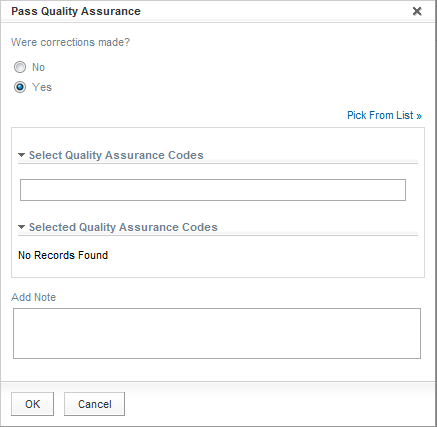 Pass Quality Assurance
Were corrections made?
No
Yes
Pick From List »
Select Quality Assurance Codes
Selected Quality Assurance Codes
No Records Found
Add Note
OK Cancel